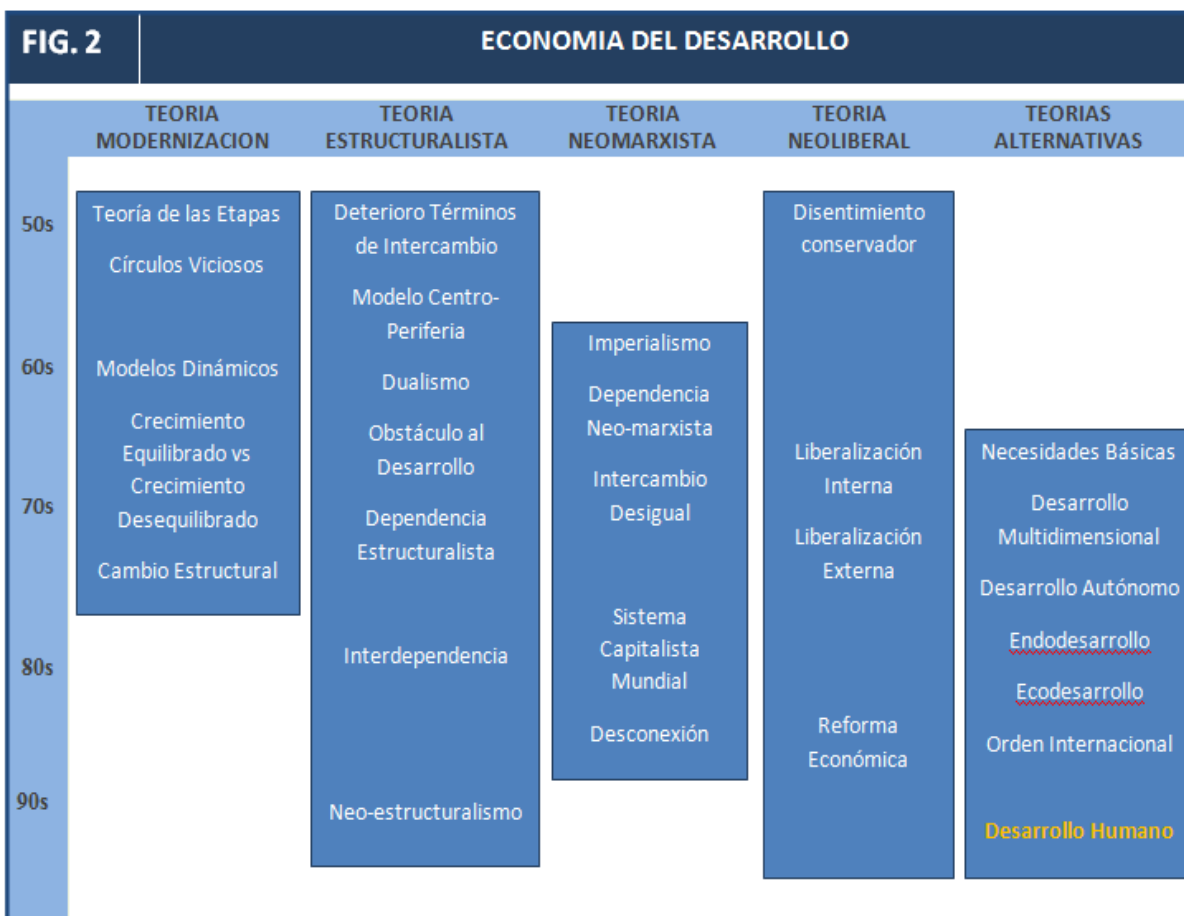 FIG. 2
ECONOMIA DEL DESARROLLO
TEORIA
MODERNIZACION
TEORIA
ESTRUCTURALISTA
TEORIA
NEOMARXISTA
TEORIA
NEOLIBERAL
TEORIAS
ALTERNATIVAS
50s
60s
70s
80s
90s
Teoría de las Etapas
Círculos Viciosos
Modelos Dinámicos
Crecimiento
Equilibrado vs
Crecimiento
Desequilibrado
Cambio Estructural
Deterioro Términos
de Intercambio
Modelo Centro-
Periferia
Dualismo
Obstáculo al
Desarrollo
Dependencia
Estructuralista
Interdependencia
Neo-estructuralismo
Imperialismo
Dependencia
Neo-marxista
Intercambio
Desigual
Sistema
Capitalista
Mundial
Desconexión
Disentimiento
conservador
Liberalización
Interna
Liberalización
Externa
Reforma
Económica
Necesidades Básicas
Desarrollo
Multidimensional
Desarrollo Autónomo
Endodesarrollo
Ecodesarrollo
Orden Internacional
Desarrollo Humano